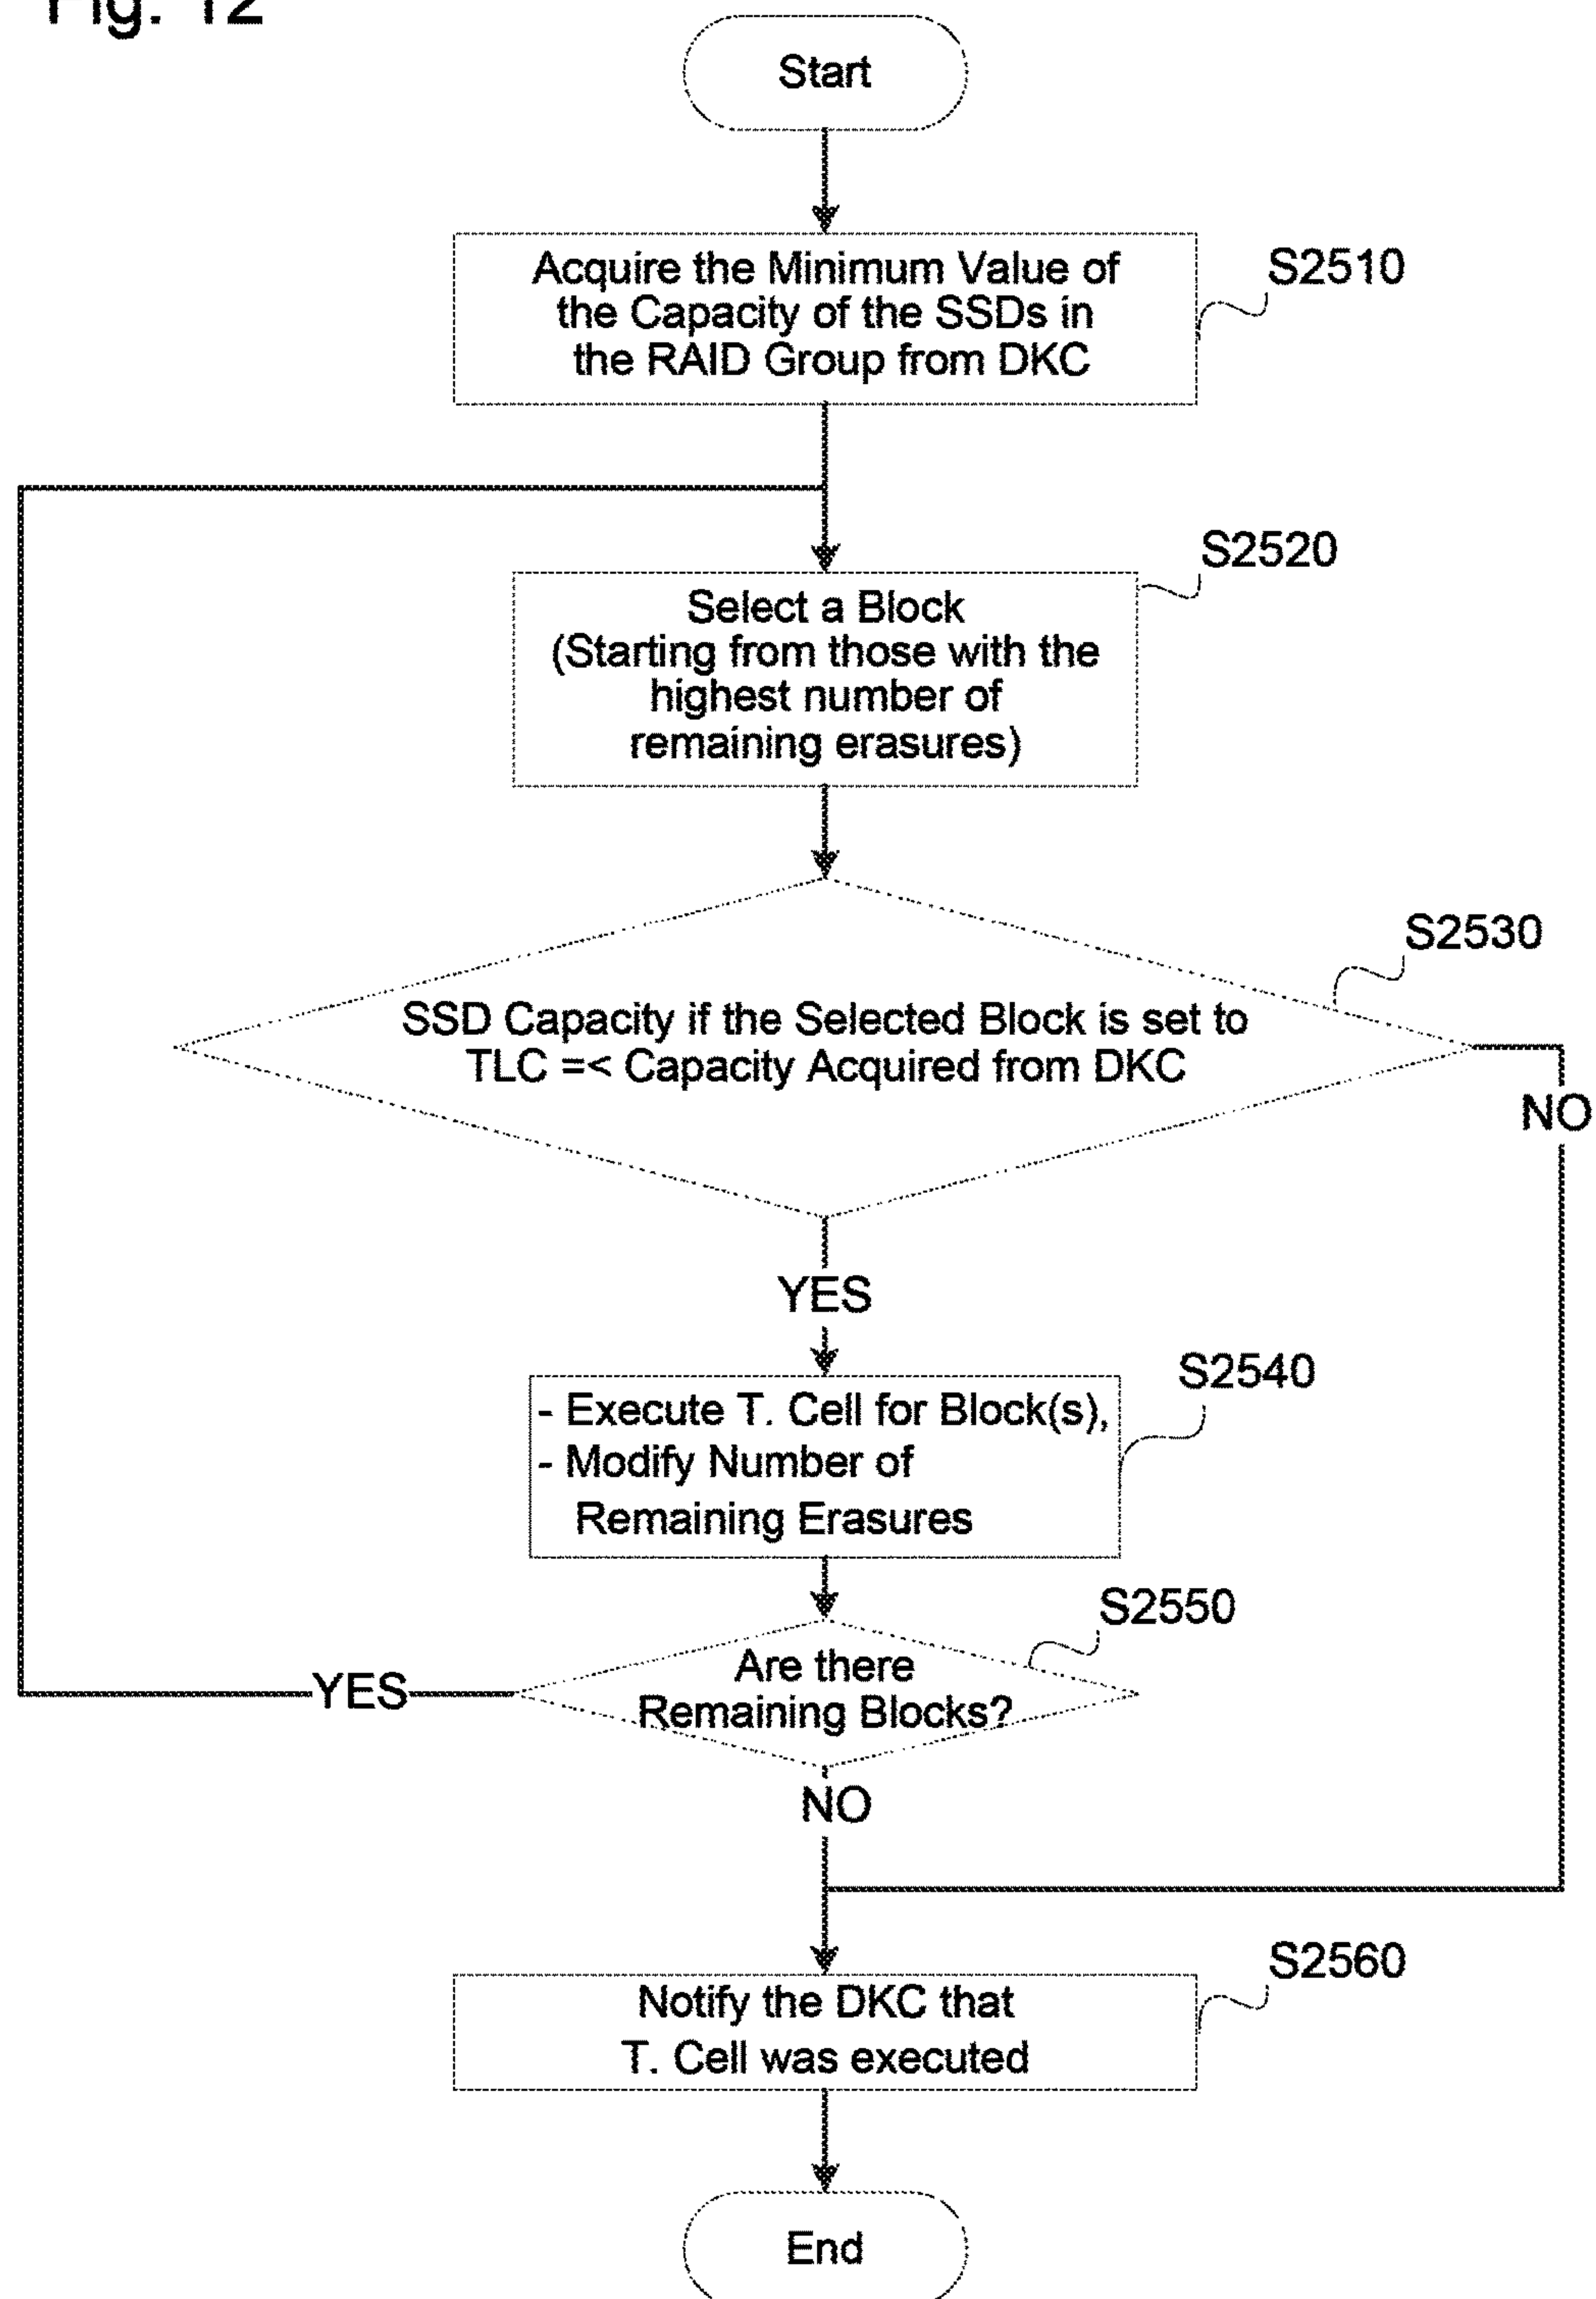 Fig. 12
Start
Acquire the Minimum Value of
the Capacity of the SSDs in
the RAID Group from DKC
S2510
Select a Block
(Starting from those with the
highest number of
remaining erasures)
S2520
SSD Capacity if the Selected Block is set to
TLC =< Capacity Acquired from DKC
S2530
NO
YES
- Execute T. Cell for Block(s),
- Modify Number of
Remaining Erasures
S2540
Are there
Remaining Blocks?
S2550
YES
NO
Notify the DKC that
T. Cell was executed
S2560
End